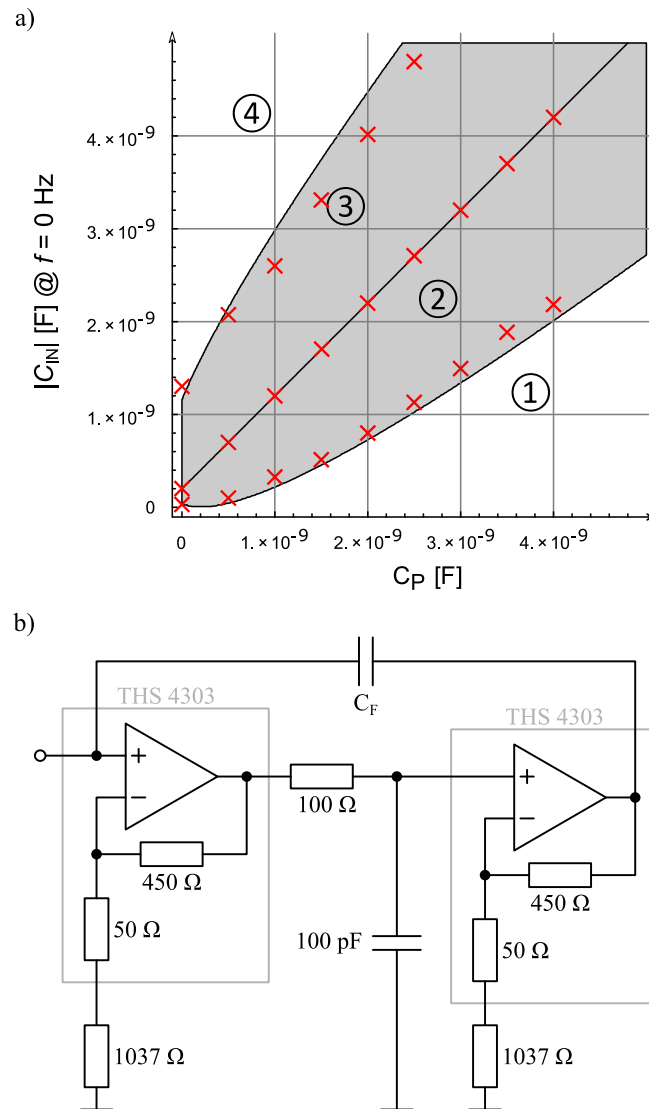 a)
|C_IN| [F] @ f = 0 Hz
4. × 10⁻⁹
3. × 10⁻⁹
2. × 10⁻⁹
1. × 10⁻⁹
0
4
3
2
1
0
1. × 10⁻⁹
2. × 10⁻⁹
3. × 10⁻⁹
4. × 10⁻⁹
C_P [F]
b)
THS 4303
C_F
THS 4303
+
−
100 Ω
+
−
450 Ω
450 Ω
50 Ω
100 pF
50 Ω
1037 Ω
1037 Ω